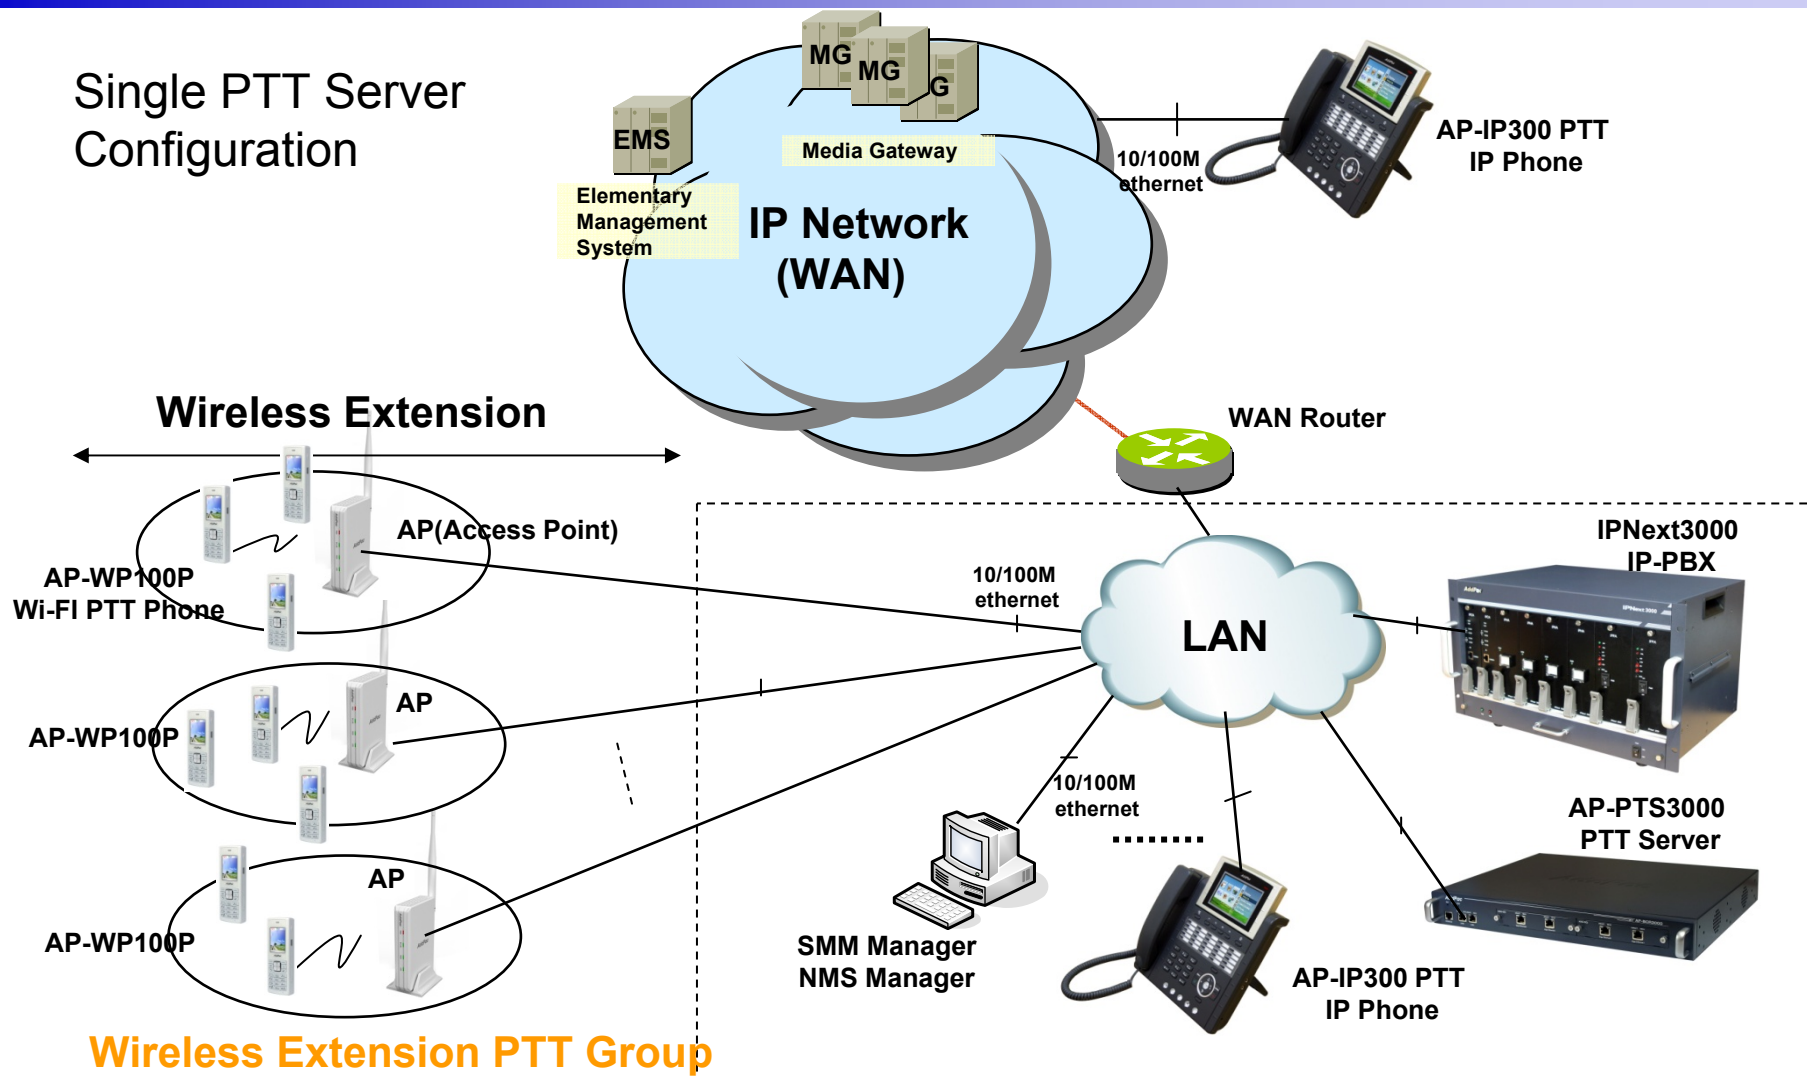 Single PTT Server
Configuration
MG
MG
G
EMS
Media Gateway
Elementary
Management
System
IP Network
(WAN)
10/100M
ethernet
AP-IP300 PTT
IP Phone
WAN Router
Wireless Extension
AP(Access Point)
AP-WP100P
Wi-FI PTT Phone
10/100M
ethernet
LAN
IPNext3000
IP-PBX
AddPac
IPNext 3000
AP
AP-WP100P
10/100M
ethernet
AP-PTS3000
PTT Server
AP
AP-WP100P
SMM Manager
NMS Manager
AP-IP300 PTT
IP Phone
Wireless Extension PTT Group